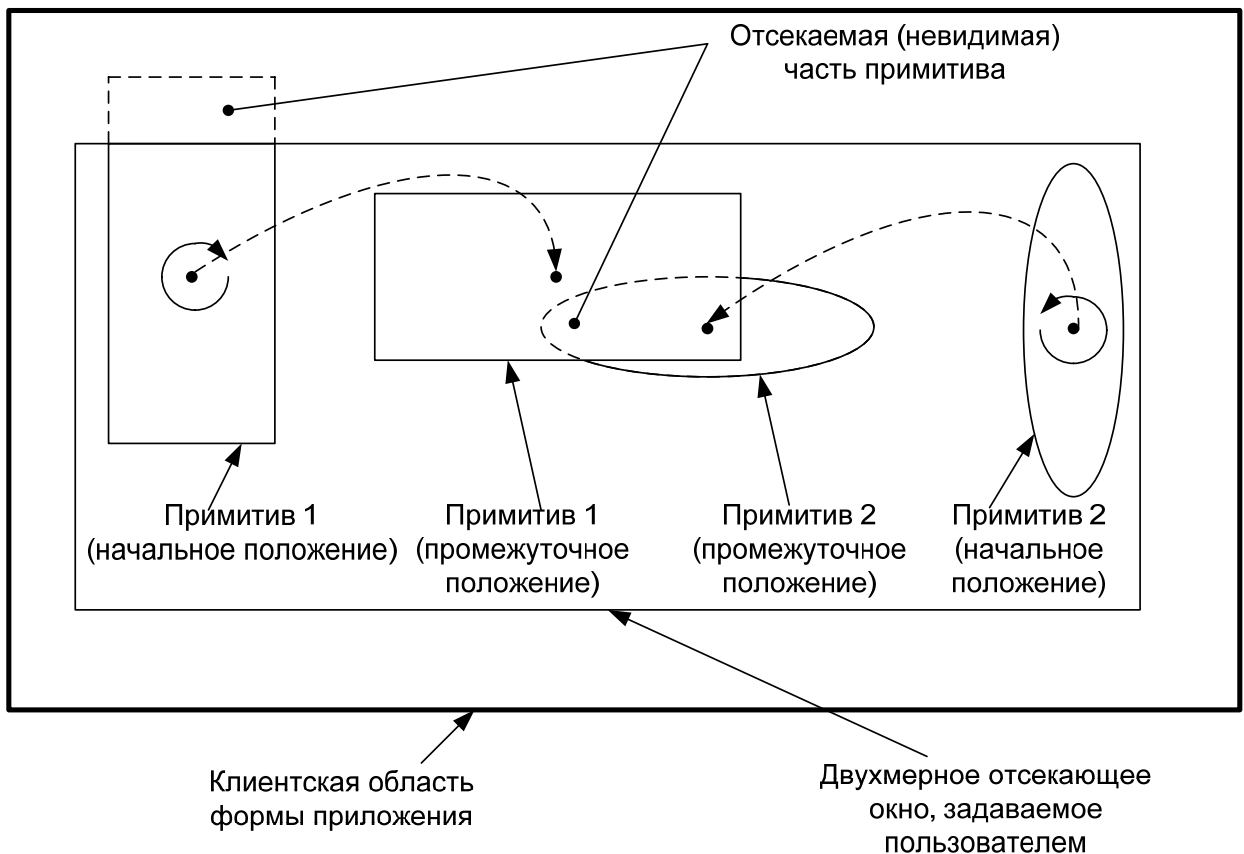 Отсекаемая (невидимая)
часть примитива
Примитив 1
(начальное положение)
Примитив 1
(промежуточное
положение)
Примитив 2
(промежуточное
положение)
Примитив 2
(начальное
положение)
Клиентская область
формы приложения
Двухмерное отсекающее
окно, задаваемое
пользователем